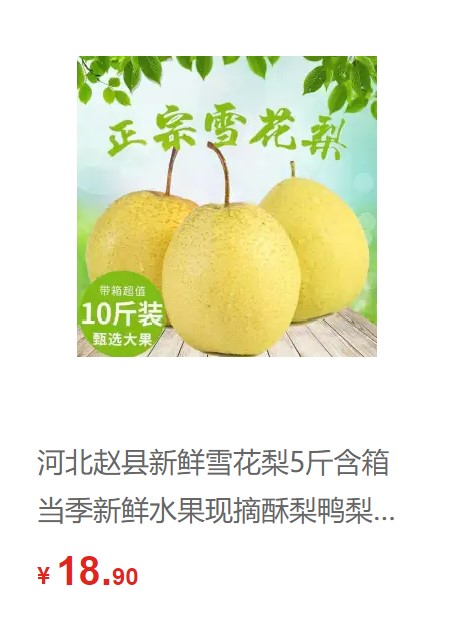 正宗雪花梨
带箱超值
10斤装
甄选大果
河北赵县新鲜雪花梨5斤含箱
当季新鲜水果现摘酥梨鸭梨...
¥ 18.90